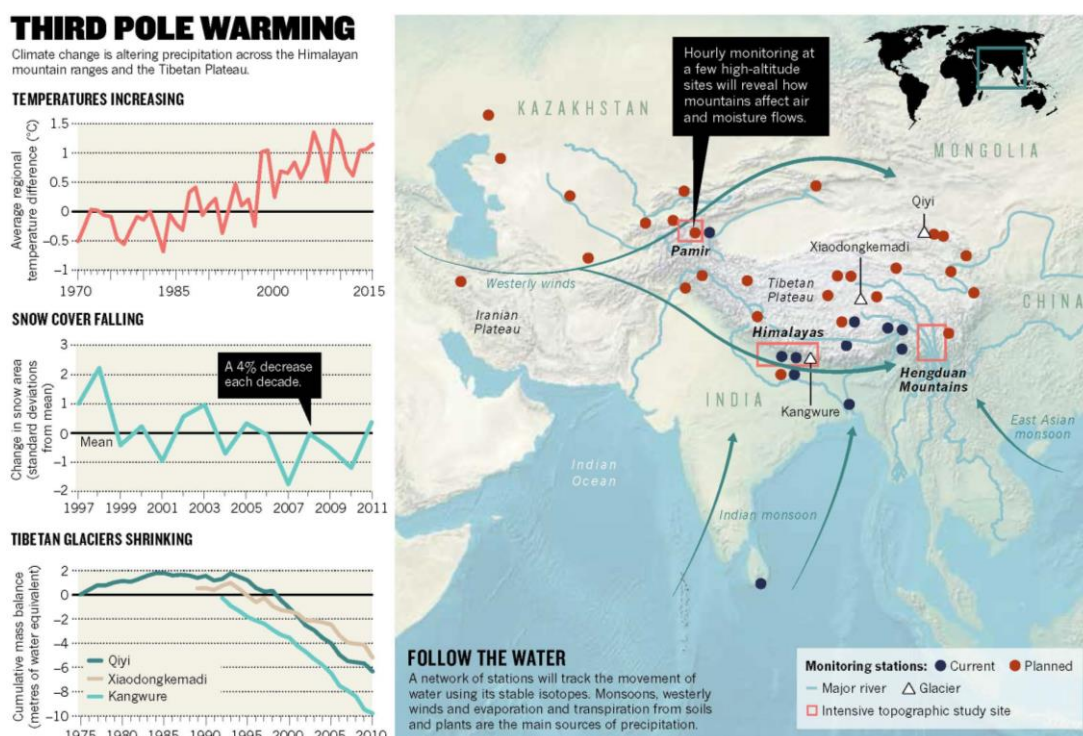 THIRD POLE WARMING
Climate change is altering precipitation across the Himalayan
mountain ranges and the Tibetan Plateau.
TEMPERATURES INCREASING
Average regional
temperature difference (°C)
1.5
1
0.5
0
–0.5
–1
1970
1985
2000
2015
SNOW COVER FALLING
Change in snow area
(standard deviations
from mean)
3
2
1
0
–1
–2
A 4% decrease
each decade.
Mean
1997
1999
2001
2003
2005
2007
2009
2011
TIBETAN GLACIERS SHRINKING
Cumulative mass balance
(metres of water equivalent)
2
0
–2
–4
–6
–8
–10
Qiyi
Xiaodongkemadi
Kangwure
1975
1980
1985
1990
1995
2000
2005
2010
Hourly monitoring at
a few high-altitude
sites will reveal how
mountains affect air
and moisture flows.
KAZAKHSTAN
MONGOLIA
Qiyi
Xiaodongkemadi
Pamir
Westerly winds
Tibetan
Plateau
CHINA
Iranian
Plateau
Himalayas
Hengduan
Mountains
INDIA
Kangwure
East Asian
monsoon
Indian
Ocean
Indian monsoon
FOLLOW THE WATER
A network of stations will track the movement of
water using its stable isotopes. Monsoons, westerly
winds and evaporation and transpiration from soils
and plants are the main sources of precipitation.
Monitoring stations: Current Planned
Major river Glacier
Intensive topographic study site